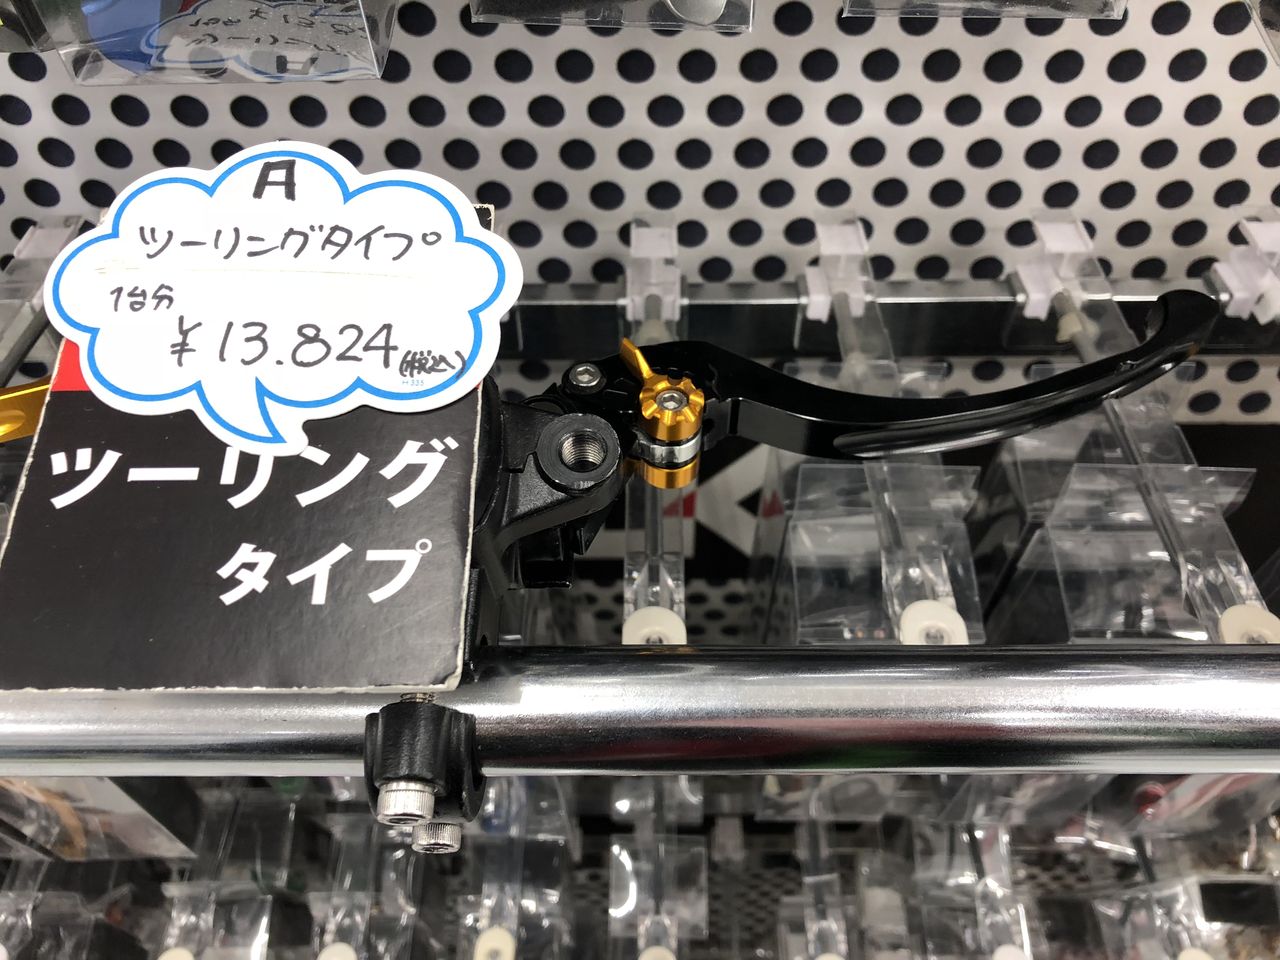 A
ツーリングタイプ
1台分
¥13.824(税込)
H 335
ツーリング
タイプ